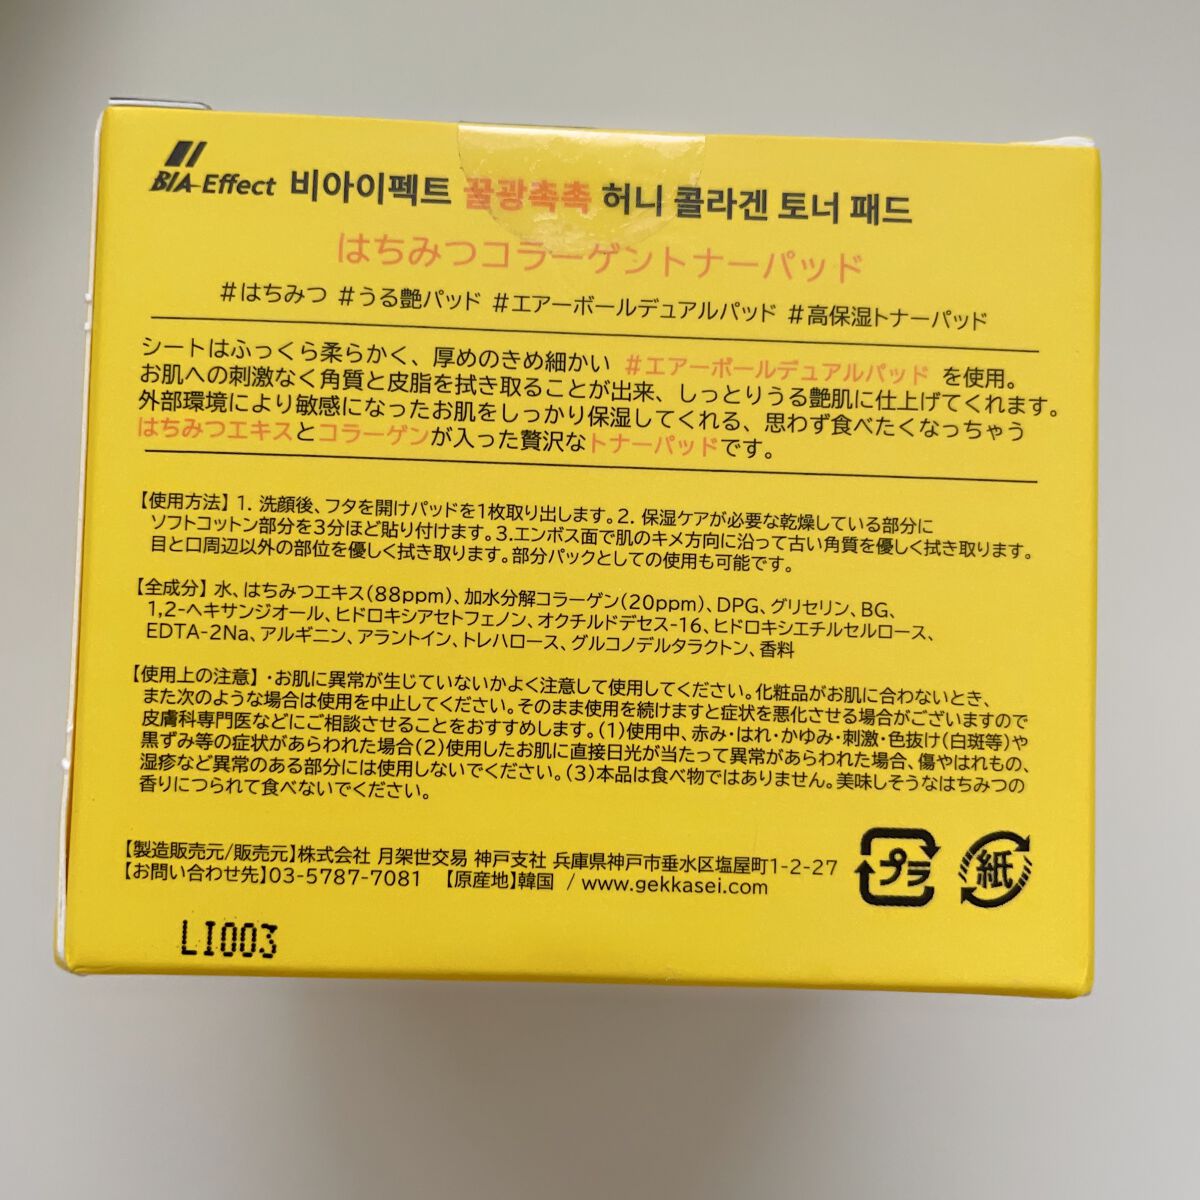 BIA-Effect 비아이펙트 꿀광촉촉 허니 콜라겐 토너 패드
はちみつコラーゲントナーパッド
#はちみつ #うる艶パッド #エアーボールデュアルパッド #高保湿トナーパッド
シートはふっくら柔らかく、厚めのきめ細かい #エアーボールデュアルパッド を使用。
お肌への刺激なく角質と皮脂を拭き取ることが出来、しっとりうる艶肌に仕上げてくれます。
外部環境により敏感になったお肌をしっかり保湿してくれる、思わず食べたくなっちゃう
はちみつエキスとコラーゲンが入った贅沢なトナーパッドです。
【使用方法】1. 洗顔後、フタを開けパッドを1枚取り出します。2. 保湿ケアが必要な乾燥している部分に
ソフトコットン部分を3分ほど貼り付けます。3.エンボス面で肌のキメ方向に沿って古い角質を優しく拭き取ります。
目と口周辺以外の部位を優しく拭き取ります。部分パックとしての使用も可能です。
【全成分】水、はちみつエキス(88ppm)、加水分解コラーゲン(20ppm)、DPG、グリセリン、BG、
1,2-ヘキサンジオール、ヒドロキシアセトフェノン、オクチルドデセス-16、ヒドロキシエチルセルロース、
EDTA-2Na、アルギニン、アラントイン、トレハロース、グルコノデルタラクトン、香料
【使用上の注意】・お肌に異常が生じていないかよく注意して使用してください。化粧品がお肌に合わないとき、
また次のような場合は使用を中止してください。そのまま使用を続けますと症状を悪化させる場合がございますので
皮膚科専門医などにご相談させることをおすすめします。(1)使用中、赤み・はれ・かゆみ・刺激・色抜け(白斑等)や
黒ずみ等の症状があらわれた場合(2)使用したお肌に直接日光が当たって異常があらわれた場合、傷やはれもの、
湿疹など異常のある部分には使用しないでください。(3)本品は食べ物ではありません。美味しそうなはちみつの
香りにつられて食べないでください。
【製造販売元/販売元】株式会社 月架世交易 神戸支社 兵庫県神戸市垂水区塩屋町1-2-27
【お問い合わせ先】03-5787-7081 【原産地】韓国 / www.gekkasei.com
プラ
紙
LI003